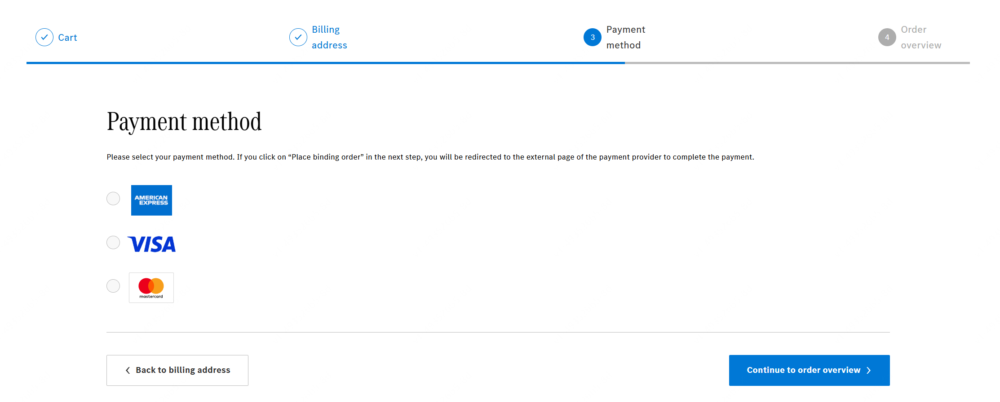 Cart
Billing
address
3
Payment
method
4
Order
overview
Payment method
Please select your payment method. If you click on “Place binding order” in the next step, you will be redirected to the external page of the payment provider to complete the payment.
AMERICAN
EXPRESS
VISA
mastercard
Back to billing address
Continue to order overview